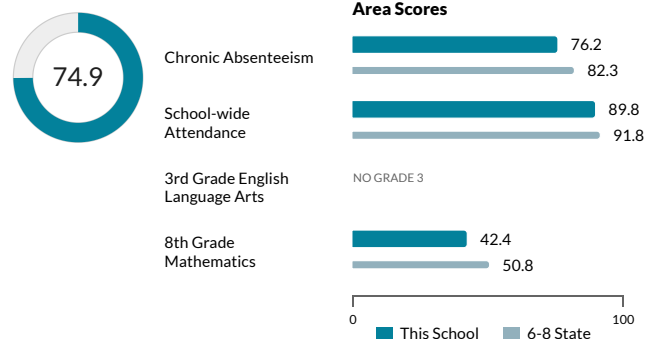 Area Scores
74.9
Chronic Absenteeism
76.2
82.3
School-wide
Attendance
89.8
91.8
3rd Grade English
Language Arts
NO GRADE 3
8th Grade
Mathematics
42.4
50.8
0
100
This School
6-8 State